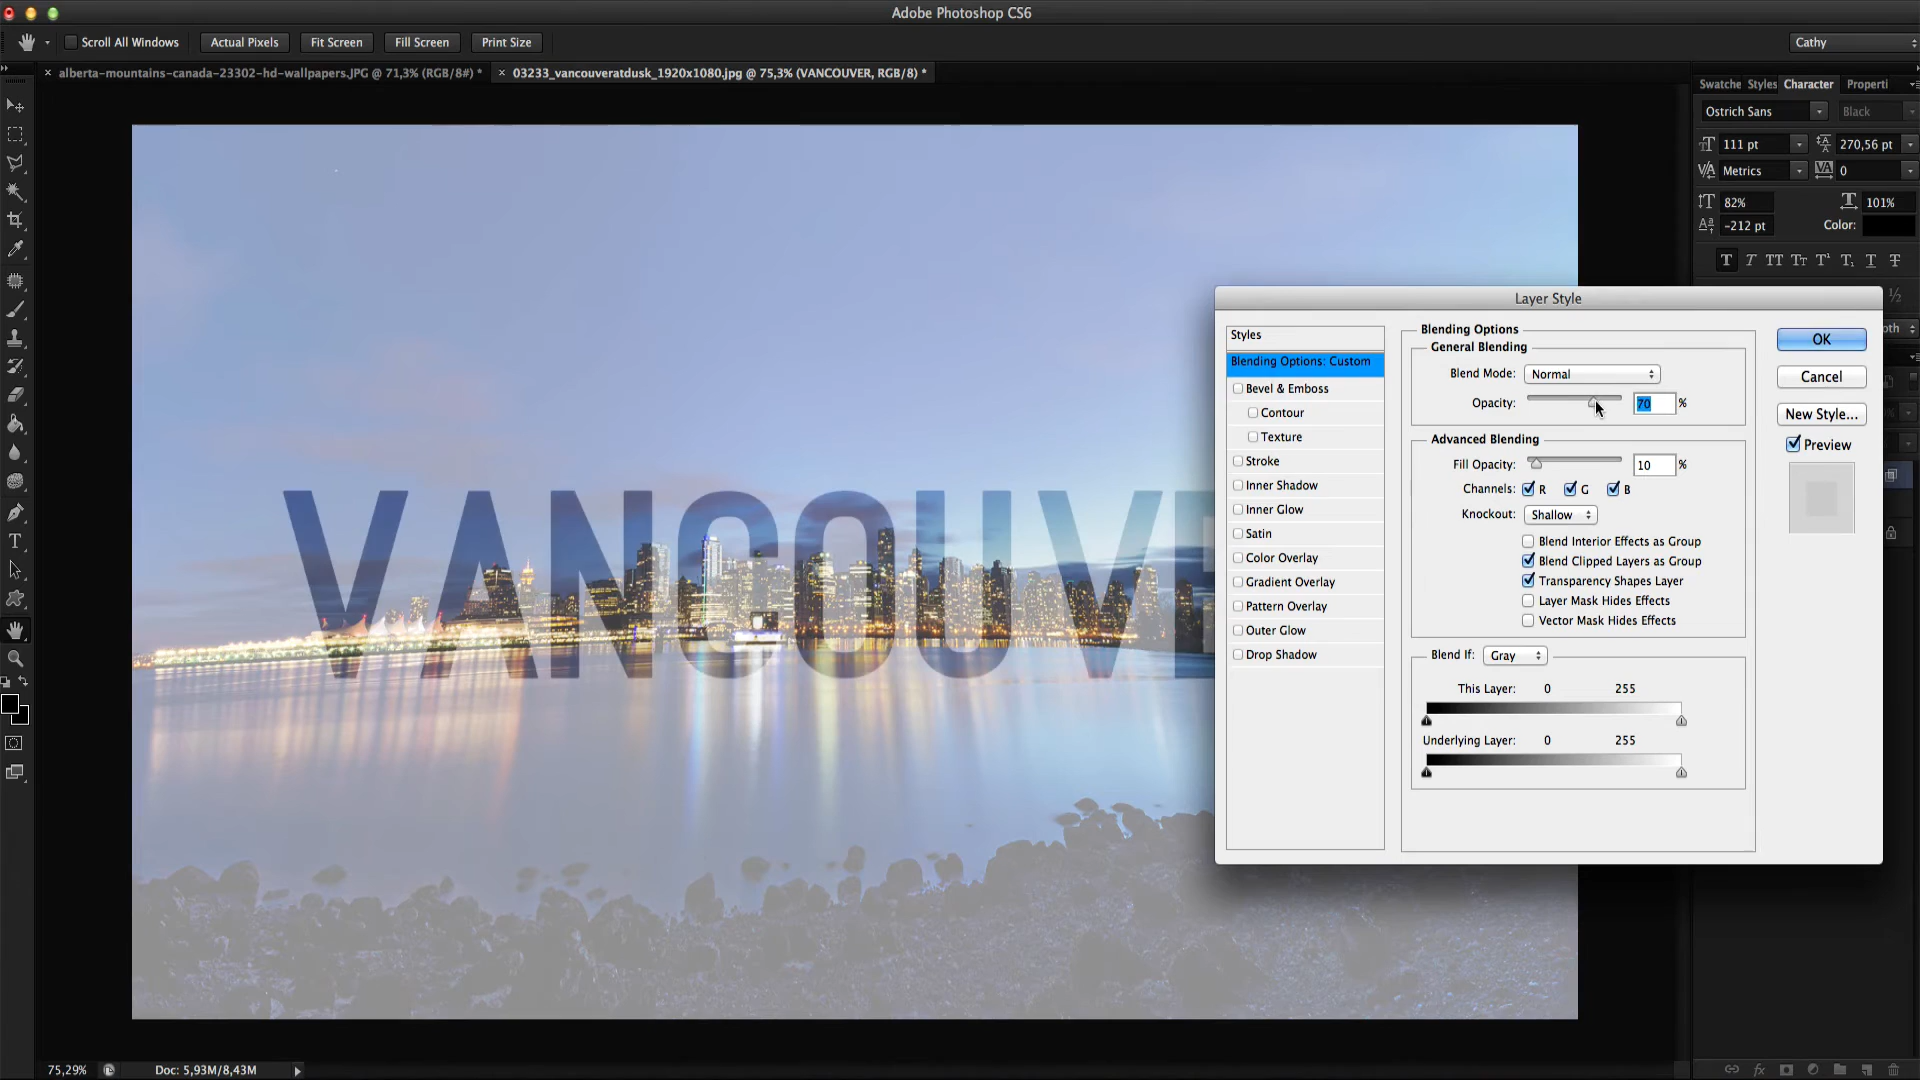 Adobe Photoshop CS6
Scroll All Windows
Actual Pixels
Fit Screen
Fill Screen
Print Size
Cathy
× alberta-mountains-canada-23302-hd-wallpapers.JPG @ 71,3% (RGB/8#) *
× 03233_vancouveratdusk_1920x1080.jpg @ 75,3% (VANCOUVER, RGB/8) *
Swatche Styles Character Properti
Ostrich Sans
Black
111 pt
270,56 pt
Metrics
0
82%
101%
-212 pt
Color:
T T TT Tt T¹ T₁ T T
½
VANCOUVE
Layer Style
Styles
Blending Options: Custom
Bevel & Emboss
Contour
Texture
Stroke
Inner Shadow
Inner Glow
Satin
Color Overlay
Gradient Overlay
Pattern Overlay
Outer Glow
Drop Shadow
Blending Options
General Blending
Blend Mode: Normal
Opacity: 70 %
Advanced Blending
Fill Opacity: 10 %
Channels: R G B
Knockout: Shallow
Blend Interior Effects as Group
Blend Clipped Layers as Group
Transparency Shapes Layer
Layer Mask Hides Effects
Vector Mask Hides Effects
Blend If: Gray
This Layer: 0 255
Underlying Layer: 0 255
OK
Cancel
New Style...
Preview
75,29%
Doc: 5,93M/8,43M
fx